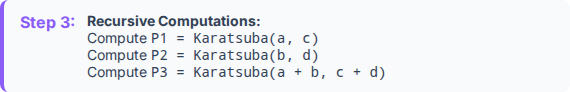 Step 3: Recursive Computations:
Compute P1 = Karatsuba(a, c)
Compute P2 = Karatsuba(b, d)
Compute P3 = Karatsuba(a + b, c + d)